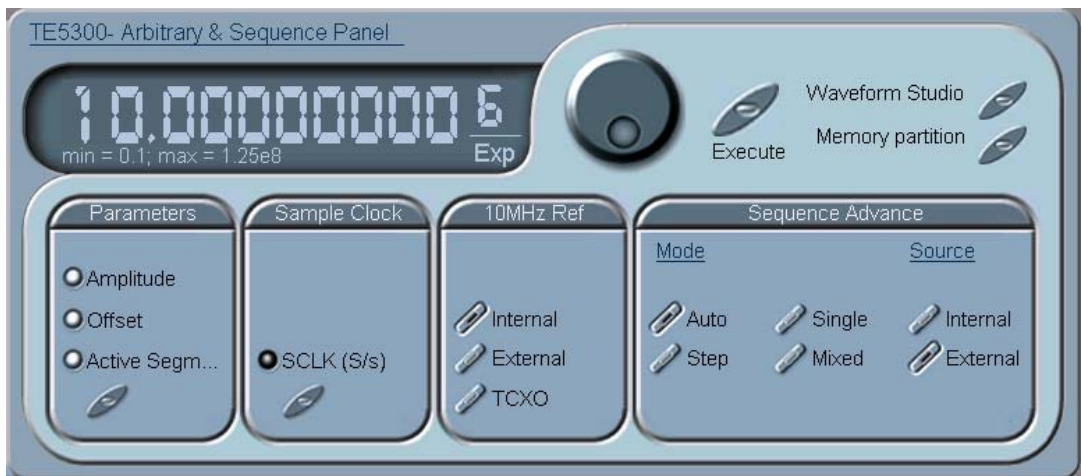 TE5300- Arbitrary & Sequence Panel
10.00000000 6
min = 0.1; max = 1.25e8
Exp
Execute
Waveform Studio
Memory partition
Parameters
Amplitude
Offset
Active Segm...
Sample Clock
SCLK (S/s)
10MHz Ref
Internal
External
TCXO
Sequence Advance
Mode
Source
Auto
Single
Internal
Step
Mixed
External